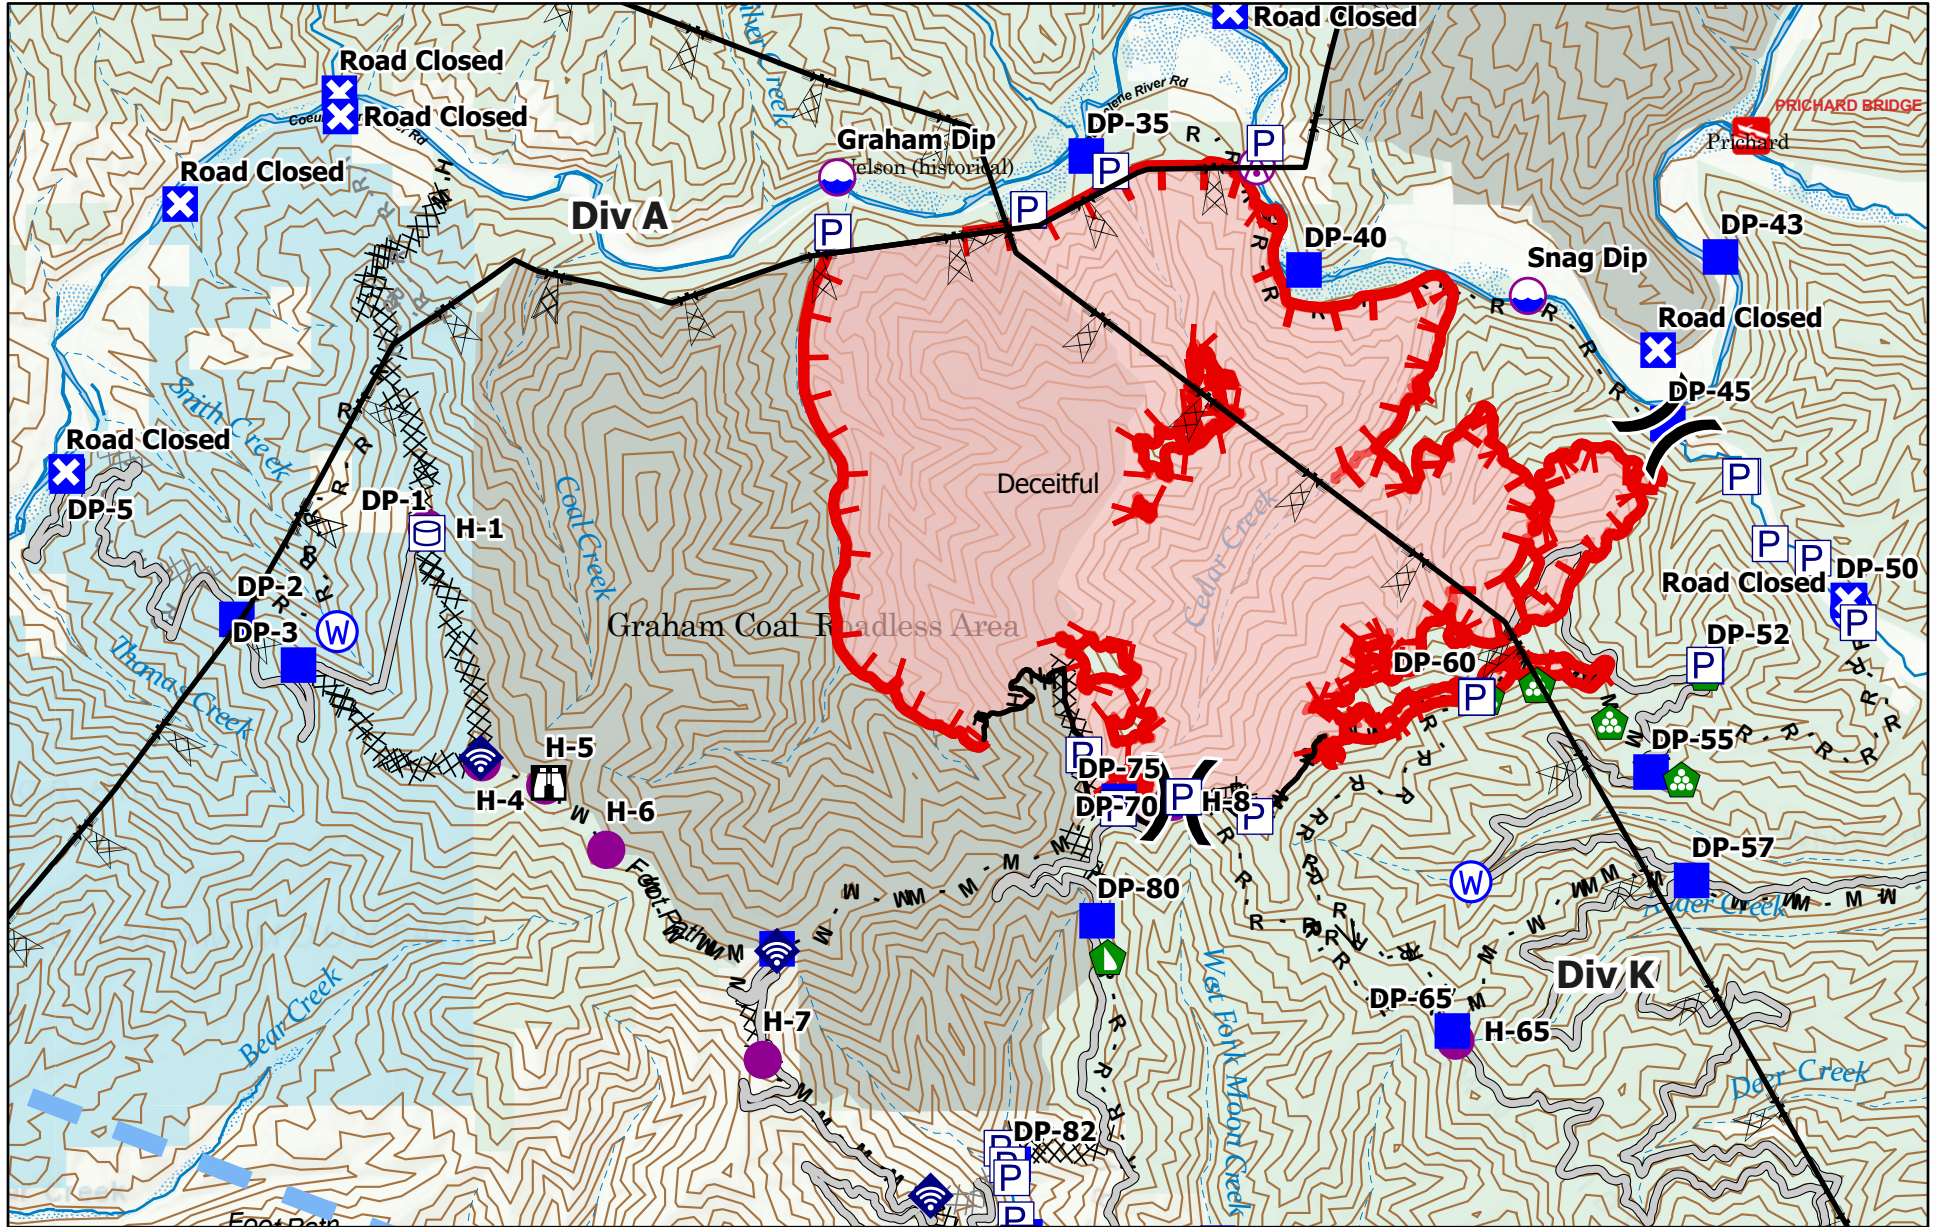 Road Closed
Road Closed
Road Closed
PRICHARD BRIDGE
Prichard
Road Closed
DP-35
Graham Dip
elson (historical)
Div A
DP-43
DP-40
Snag Dip
Road Closed
DP-45
Smith Creek
Road Closed
DP-5
DP-1
H-1
Coal Creek
Deceitful
Cedar Creek
DP-50
Road Closed
DP-2
DP-3
Graham Coal Roadless Area
DP-52
DP-60
Thomas Creek
H-5
H-4
H-6
DP-55
DP-75
DP-70
H-8
Foot Path
DP-57
DP-80
Creek
Div K
West Fork Moon Creek
Bear Creek
DP-65
H-65
H-7
Deer Creek
DP-82
Creek
Foot Path